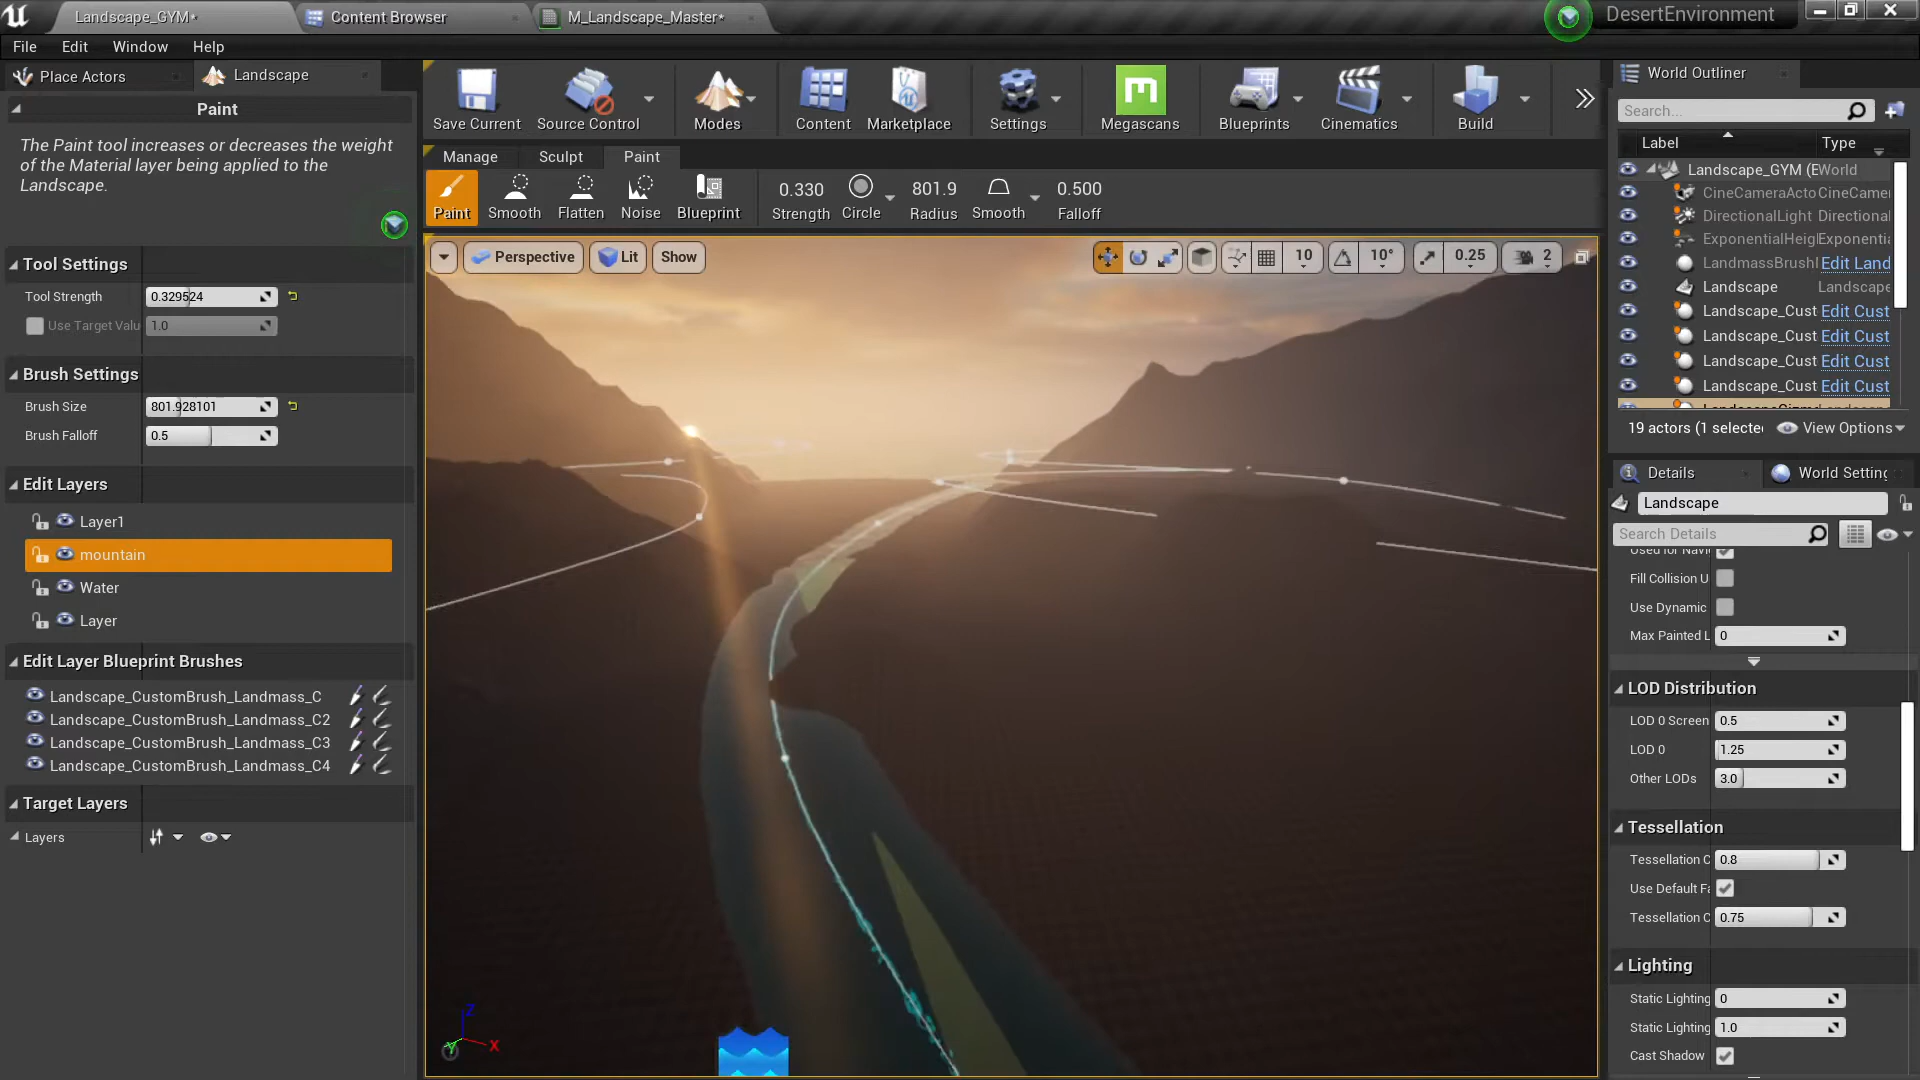 Landscape_GYM*
Content Browser
M_Landscape_Master*
DesertEnvironment
File Edit Window Help
Place Actors
Landscape
Paint
The Paint tool increases or decreases the weight
of the Material layer being applied to the
Landscape.
Tool Settings
Tool Strength 0.329524
Use Target Valu 1.0
Brush Settings
Brush Size 801.928101
Brush Falloff 0.5
Edit Layers
Layer1
mountain
Water
Layer
Edit Layer Blueprint Brushes
Landscape_CustomBrush_Landmass_C
Landscape_CustomBrush_Landmass_C2
Landscape_CustomBrush_Landmass_C3
Landscape_CustomBrush_Landmass_C4
Target Layers
Layers
Save Current Source Control Modes Content Marketplace Settings Megascans Blueprints Cinematics Build
Manage Sculpt Paint
Paint Smooth Flatten Noise Blueprint
0.330 801.9 0.500
Strength Circle Radius Smooth Falloff
Perspective Lit Show
10 10° 0.25 2
Z
Y X
World Outliner
Search...
Label Type
Landscape_GYM (E World
CineCameraActo CineCamer
DirectionalLight Directional
ExponentialHeig Exponentia
LandmassBrushI Edit Land
Landscape Landscape
Landscape_Cust Edit Cust
Landscape_Cust Edit Cust
Landscape_Cust Edit Cust
Landscape_Cust Edit Cust
19 actors (1 selecte View Options
Details
World Setting
Landscape
Search Details
Used for Navi
Fill Collision U
Use Dynamic
Max Painted L 0
LOD Distribution
LOD 0 Screen 0.5
LOD 0 1.25
Other LODs 3.0
Tessellation
Tessellation C 0.8
Use Default Fa
Tessellation C 0.75
Lighting
Static Lighting 0
Static Lighting 1.0
Cast Shadow